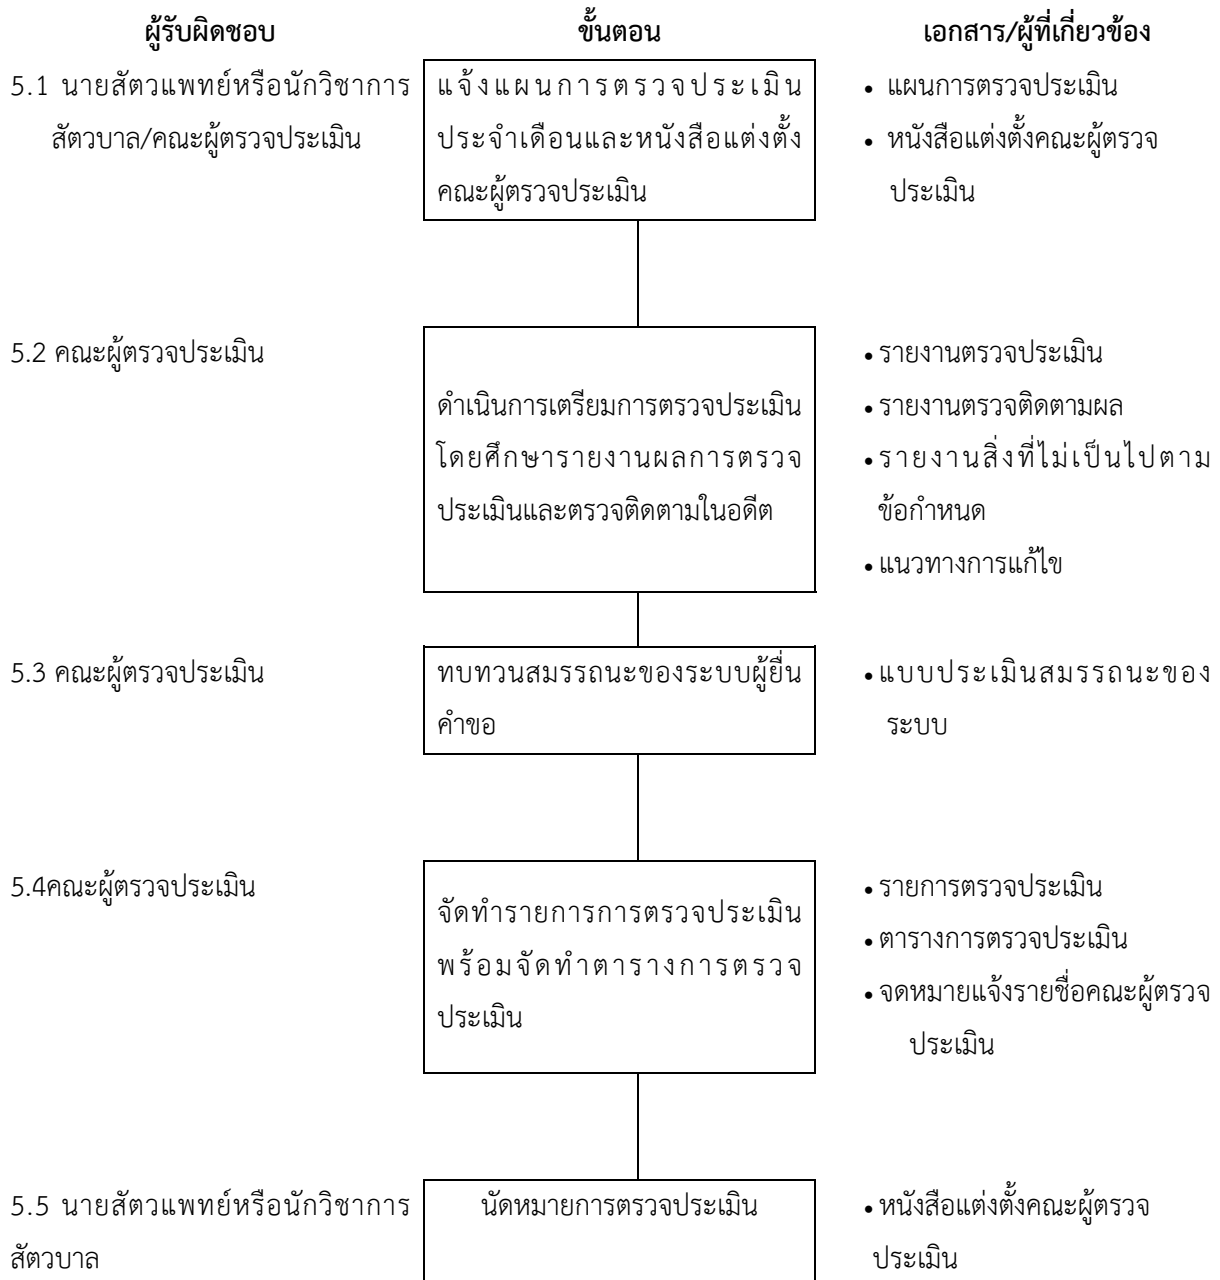 ผู้รับผิดชอบ ขั้นตอน เอกสาร/ผู้ที่เกี่ยวข้อง
5.1 นายสัตวแพทย์หรือนักวิชาการ
สัตวบาล/คณะผู้ตรวจประเมิน
แจ้งแผนการตรวจประเมิน
ประจำเดือนและหนังสือแต่งตั้ง
คณะผู้ตรวจประเมิน
• แผนการตรวจประเมิน
• หนังสือแต่งตั้งคณะผู้ตรวจ
ประเมิน
5.2 คณะผู้ตรวจประเมิน
ดำเนินการเตรียมการตรวจประเมิน
โดยศึกษารายงานผลการตรวจ
ประเมินและตรวจติดตามในอดีต
• รายงานตรวจประเมิน
• รายงานตรวจติดตามผล
• รายงานสิ่งที่ไม่เป็นไปตาม
ข้อกำหนด
• แนวทางการแก้ไข
5.3 คณะผู้ตรวจประเมิน
ทบทวนสมรรถนะของระบบผู้ยื่น
คำขอ
• แบบประเมินสมรรถนะของ
ระบบ
5.4คณะผู้ตรวจประเมิน
จัดทำรายการการตรวจประเมิน
พร้อมจัดทำตารางการตรวจ
ประเมิน
• รายการตรวจประเมิน
• ตารางการตรวจประเมิน
• จดหมายแจ้งรายชื่อคณะผู้ตรวจ
ประเมิน
5.5 นายสัตวแพทย์หรือนักวิชาการ
สัตวบาล
นัดหมายการตรวจประเมิน
• หนังสือแต่งตั้งคณะผู้ตรวจ
ประเมิน